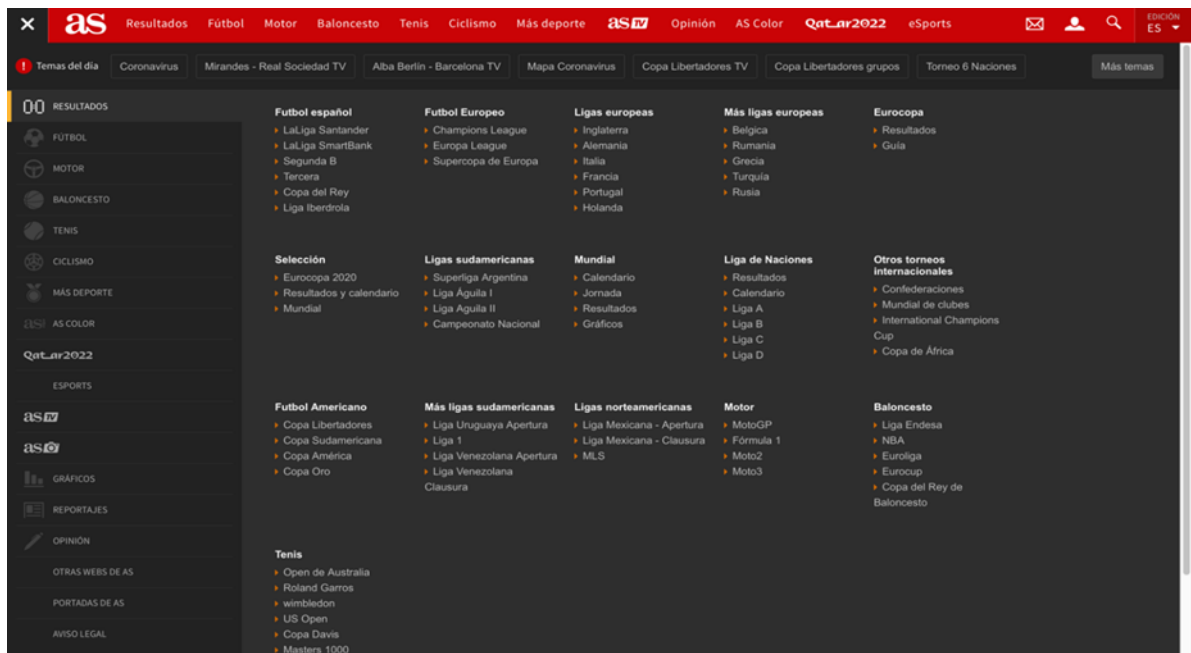 as Resultados Fútbol Motor Baloncesto Tenis Ciclismo Más deporte as TV Opinión AS Color Qatar2022 eSports EDICIÓN ES
Temas del día Coronavirus Mirandes - Real Sociedad TV Alba Berlín - Barcelona TV Mapa Coronavirus Copa Libertadores TV Copa Libertadores grupos Torneo 6 Naciones Más temas
RESULTADOS
FÚTBOL
MOTOR
BALONCESTO
TENIS
CICLISMO
MÁS DEPORTE
as! AS COLOR
Qatar2022
ESPORTS
as TV
as
GRÁFICOS
REPORTAJES
OPINIÓN
OTRAS WEBS DE AS
PORTADAS DE AS
AVISO LEGAL
Futbol español
LaLiga Santander
LaLiga SmartBank
Segunda B
Tercera
Copa del Rey
Liga Iberdrola
Futbol Europeo
Champions League
Europa League
Supercopa de Europa
Ligas europeas
Inglaterra
Alemania
Italia
Francia
Portugal
Holanda
Más ligas europeas
Belgica
Rumania
Grecia
Turquía
Rusia
Eurocopa
Resultados
Guía
Selección
Eurocopa 2020
Resultados y calendario
Mundial
Ligas sudamericanas
Superliga Argentina
Liga Águila I
Liga Aguila II
Campeonato Nacional
Mundial
Calendario
Jornada
Resultados
Gráficos
Liga de Naciones
Resultados
Calendario
Liga A
Liga B
Liga C
Liga D
Otros torneos
internacionales
Confederaciones
Mundial de clubes
International Champions
Cup
Copa de África
Futbol Americano
Copa Libertadores
Copa Sudamericana
Copa América
Copa Oro
Más ligas sudamericanas
Liga Uruguaya Apertura
Liga 1
Liga Venezolana Apertura
Liga Venezolana
Clausura
Ligas norteamericanas
Liga Mexicana - Apertura
Liga Mexicana - Clausura
MLS
Motor
MotoGP
Fórmula 1
Moto2
Moto3
Baloncesto
Liga Endesa
NBA
Euroliga
Eurocup
Copa del Rey de
Baloncesto
Tenis
Open de Australia
Roland Garros
wimbledon
US Open
Copa Davis
Masters 1000